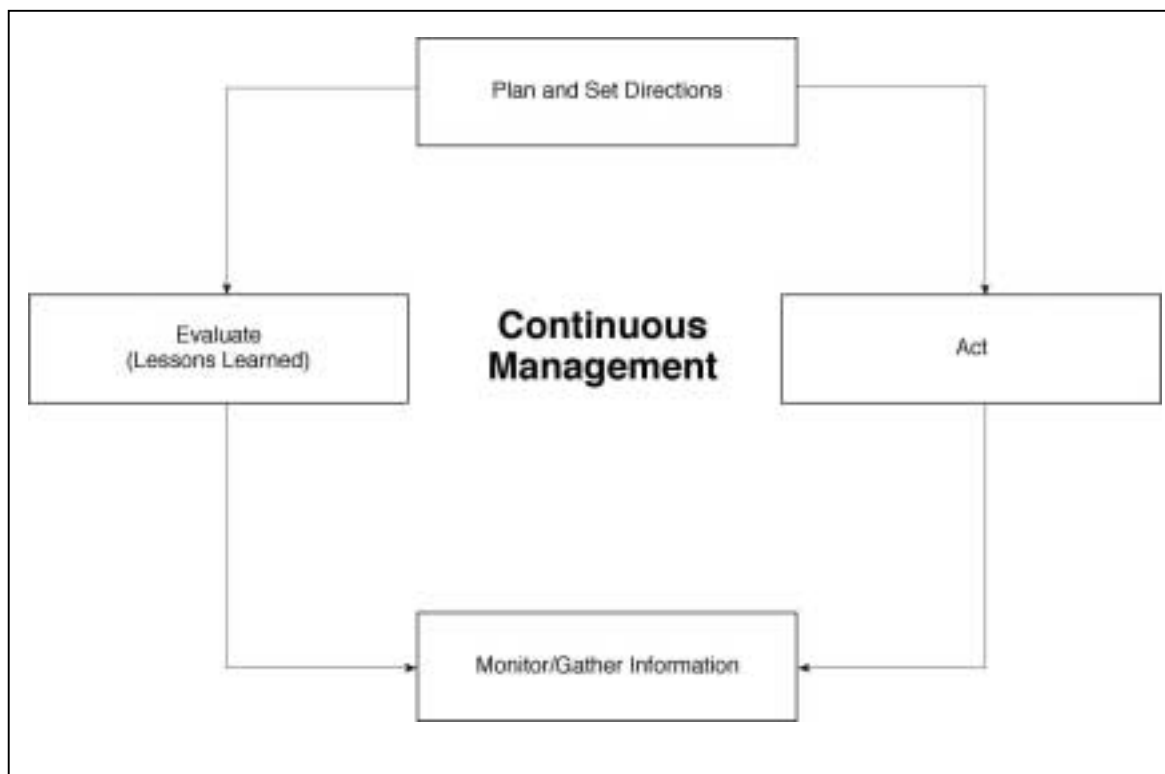 Plan and Set Directions
Evaluate
(Lessons Learned)
Continuous
Management
Act
Monitor/Gather Information